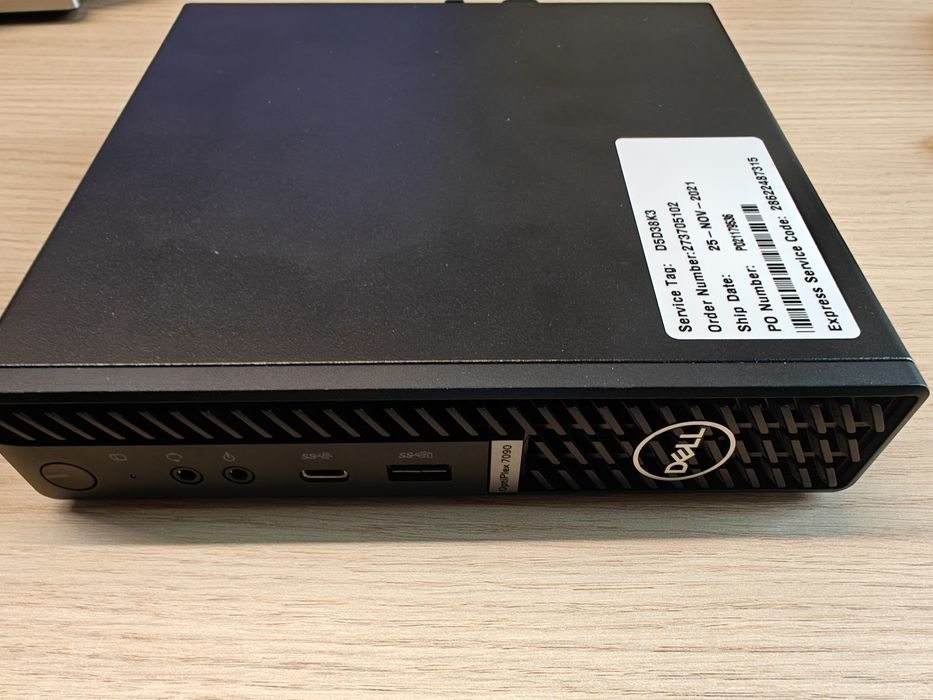 Service Tag: D5D38K3
Order Number:273705102
Ship Date: 25-NOV-2021
PO Number:
Express Service Code: 28622487315
SS
SS
OptiPlex 7090
DELL